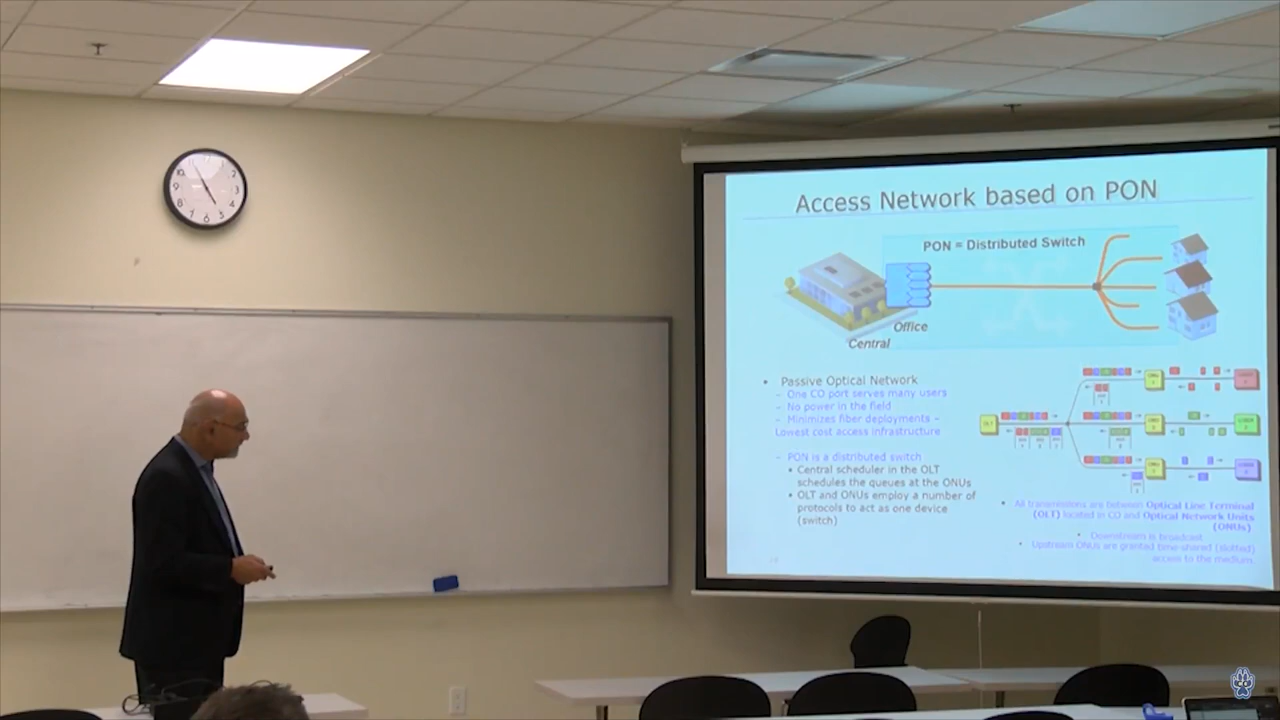 Access Network based on PON
PON = Distributed Switch
Office
Central
• Passive Optical Network
– One CO port serves many users
– No power in the field
– Minimizes fiber deployments –
Lowest cost access infrastructure
– PON is a distributed switch
• Central scheduler in the OLT
schedules the queues at the ONUs
• OLT and ONUs employ a number of
protocols to act as one device
(switch)
OLT
• All transmissions are between Optical Line Terminal
(OLT) located in CO and Optical Network Units
(ONUs)
• Downstream is broadcast
• Upstream ONUs are granted time-shared (slotted)
access to the medium